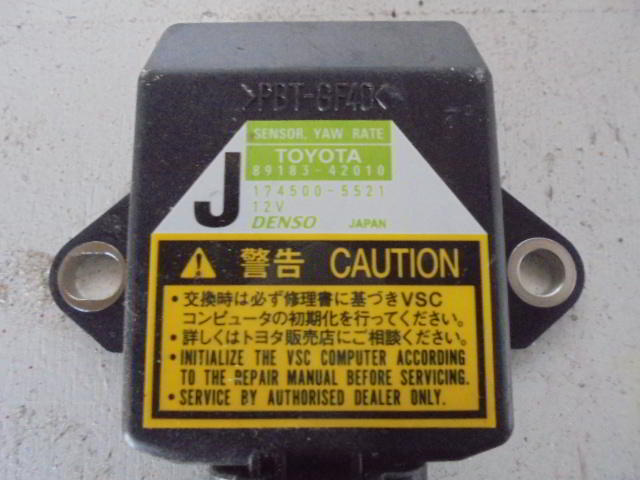 >PBT-GF40<
SENSOR, YAW RATE
TOYOTA
89183-42010
J
174500-5521
12V
DENSO JAPAN
警告 CAUTION
・交換時は必ず修理書に基づきVSC
コンピュータの初期化を行ってください。
・詳しくはトヨタ販売店にご相談ください。
・INITIALIZE THE VSC COMPUTER ACCORDING
TO THE REPAIR MANUAL BEFORE SERVICING.
・SERVICE BY AUTHORISED DEALER ONLY.